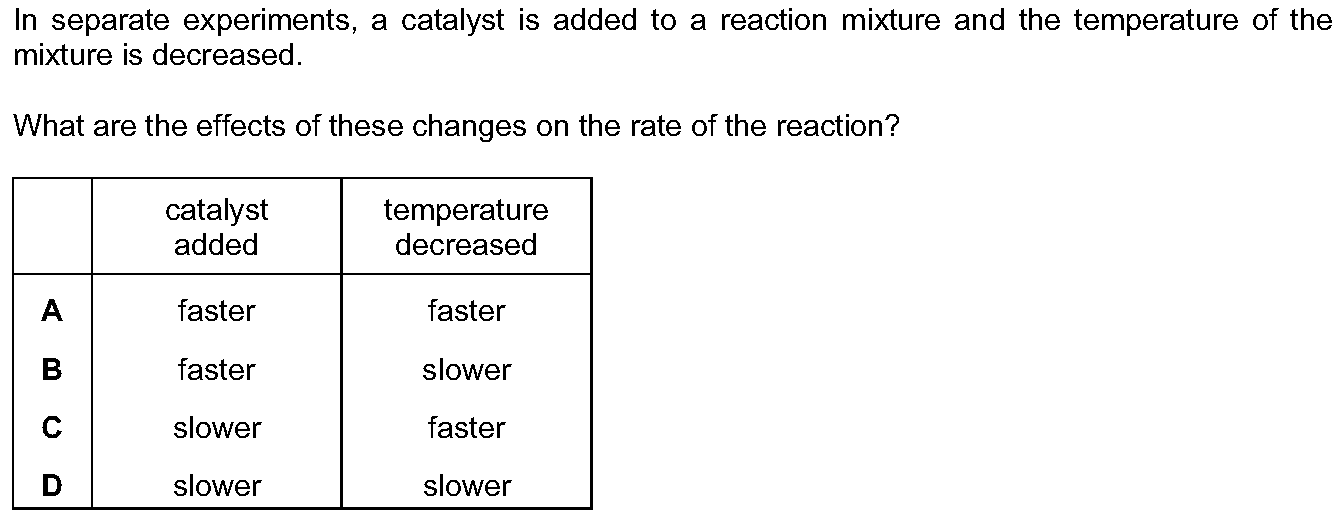 In separate experiments, a catalyst is added to a reaction mixture and the temperature of the
mixture is decreased.
What are the effects of these changes on the rate of the reaction?
catalyst added temperature decreased
A faster faster
B faster slower
C slower faster
D slower slower